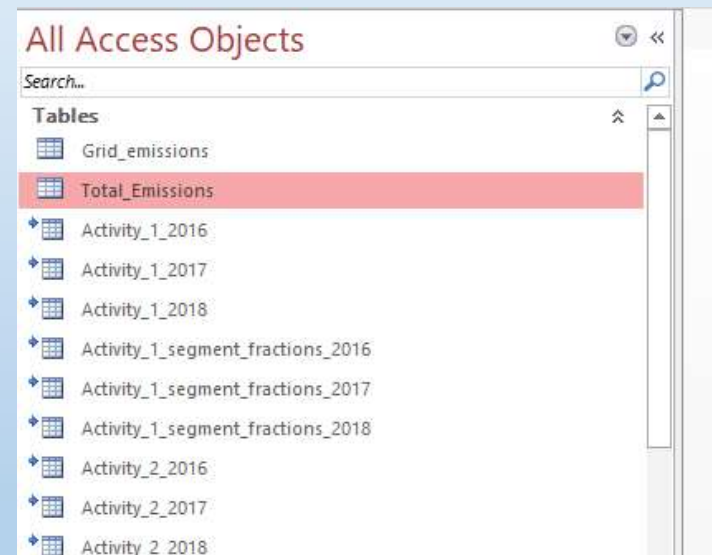 All Access Objects
Search...
Tables
Grid_emissions
Total_Emissions
Activity_1_2016
Activity_1_2017
Activity_1_2018
Activity_1_segment_fractions_2016
Activity_1_segment_fractions_2017
Activity_1_segment_fractions_2018
Activity_2_2016
Activity_2_2017
Activity_2_2018